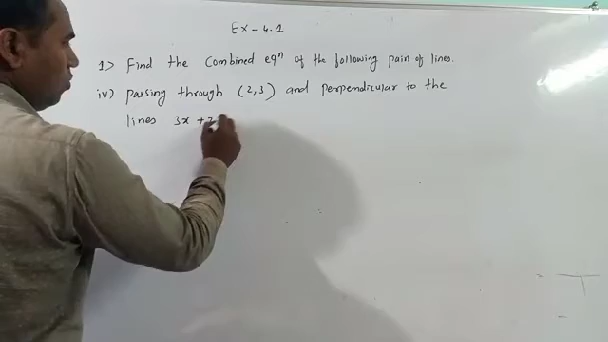 Ex - 4.1
1> Find the Combined eqⁿ of the following pair of lines.
iv) passing through (2,3) and perpendicular to the
lines 3x +